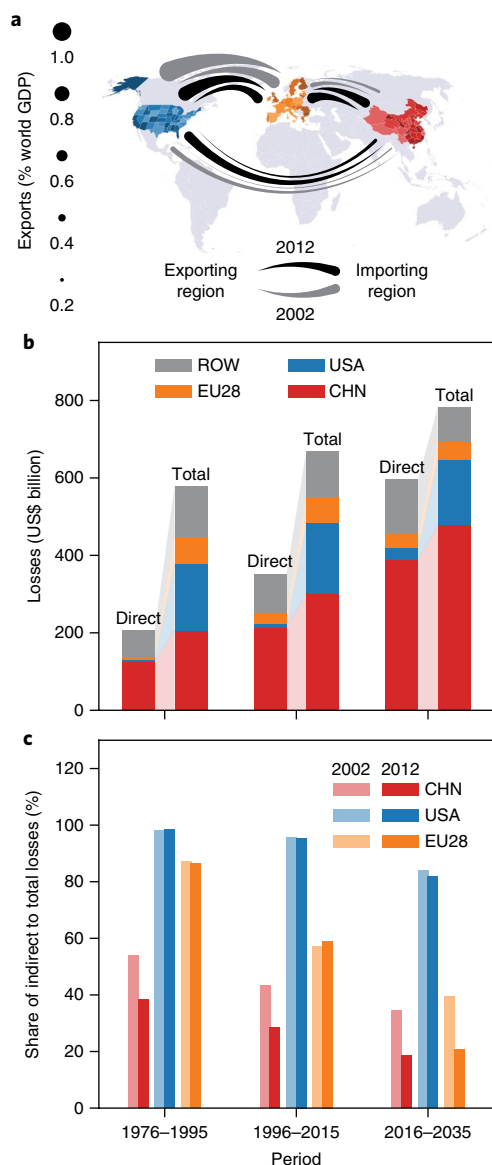 a
1.0
0.8
0.6
0.4
0.2
Exports (% world GDP)
2012
Exporting region
Importing region
2002
b
ROW
USA
EU28
CHN
Total
Total
Total
Direct
Direct
Direct
800
600
400
200
0
Losses (US$ billion)
c
2002 2012
CHN
USA
EU28
120
100
80
60
40
20
0
Share of indirect to total losses (%)
1976–1995
1996–2015
2016–2035
Period